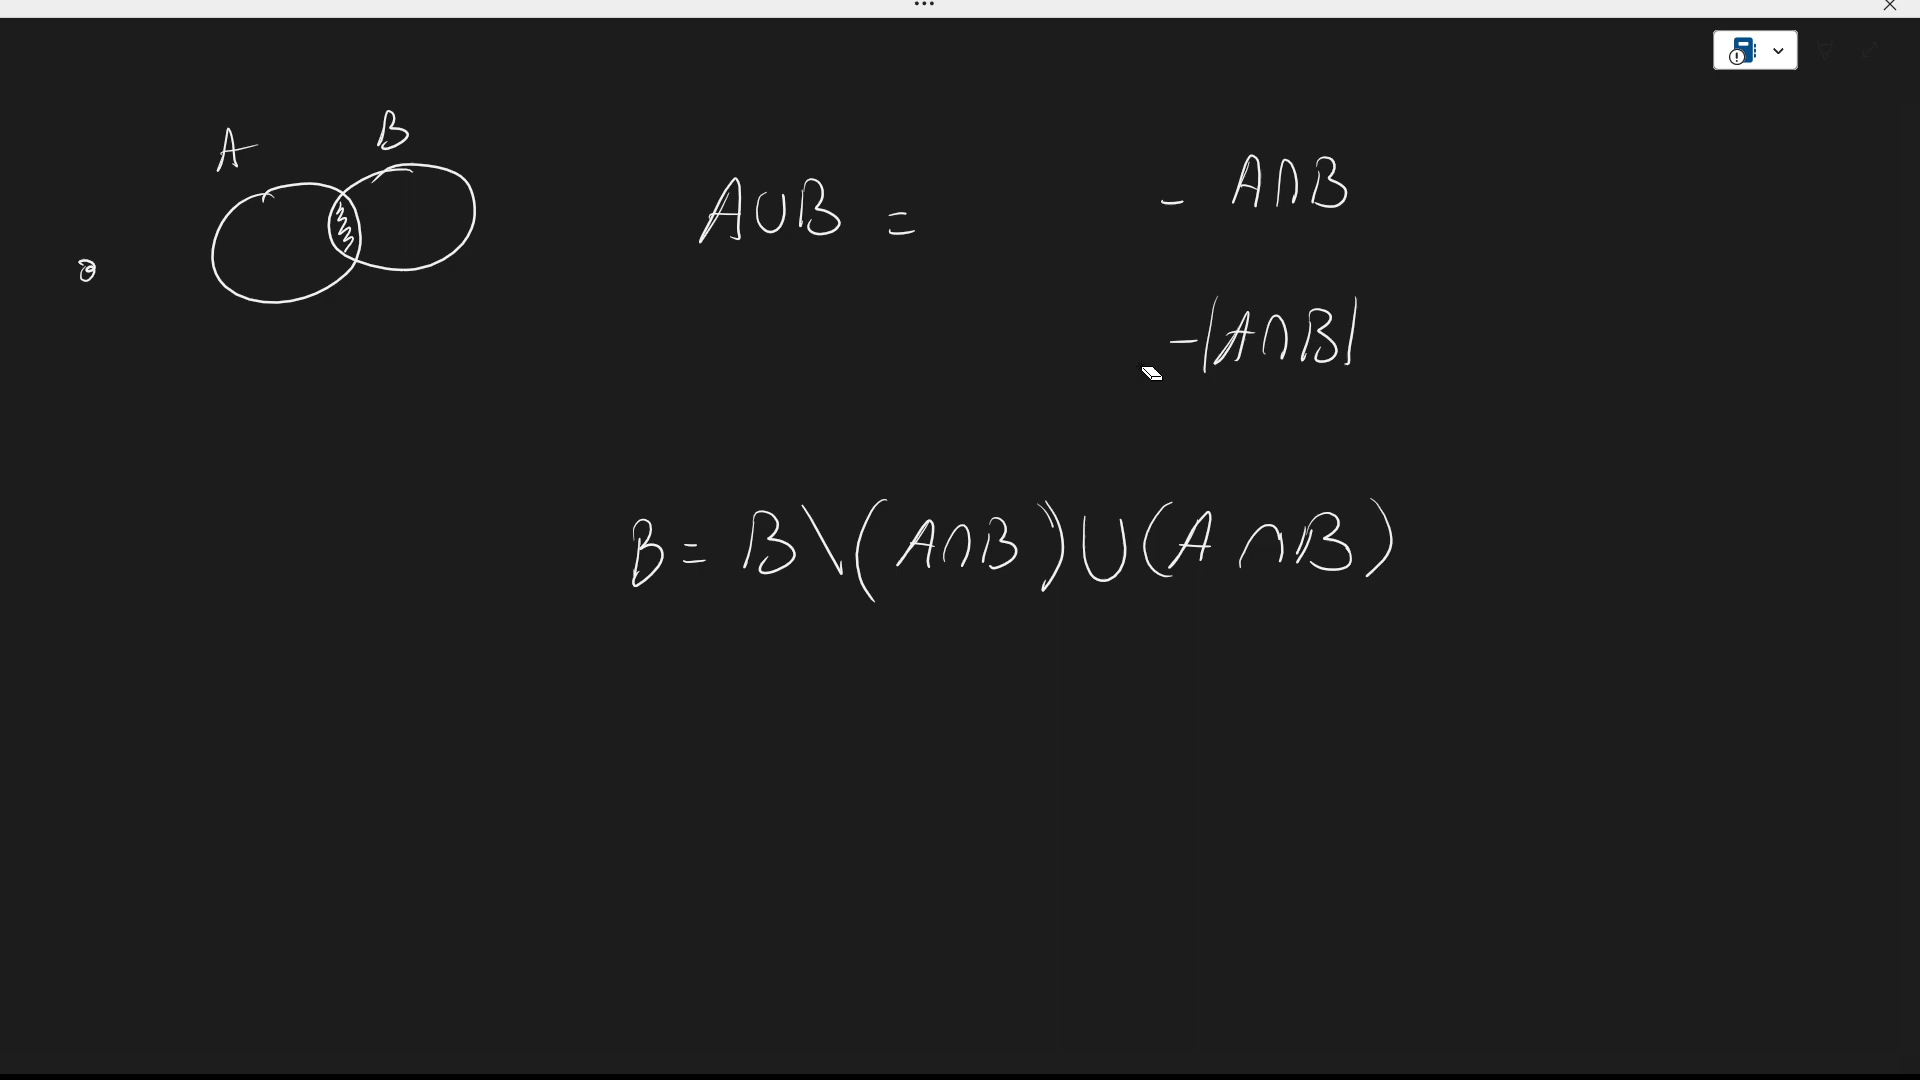 A B
A∪B = - A∩B
-|A∩B|
B = B\(A∩B)∪(A∩B)